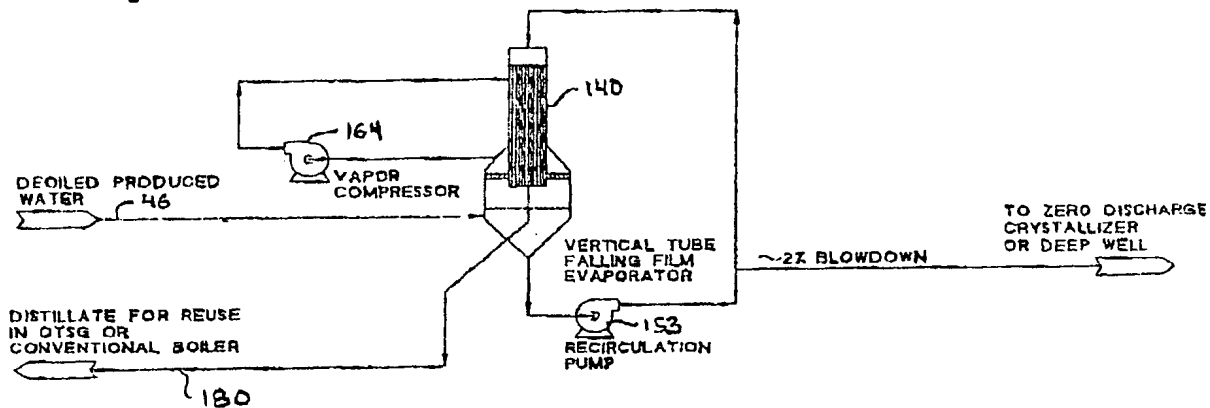 140
164
VAPOR
COMPRESSOR
DEOILED PRODUCED
WATER
46
VERTICAL TUBE
FALLING FILM
EVAPORATOR
TO ZERO DISCHARGE
CRYSTALLIZER
OR DEEP WELL
~2% BLOWDOWN
DISTILLATE FOR REUSE
IN OTSG OR
CONVENTIONAL BOILER
153
RECIRCULATION
PUMP
180